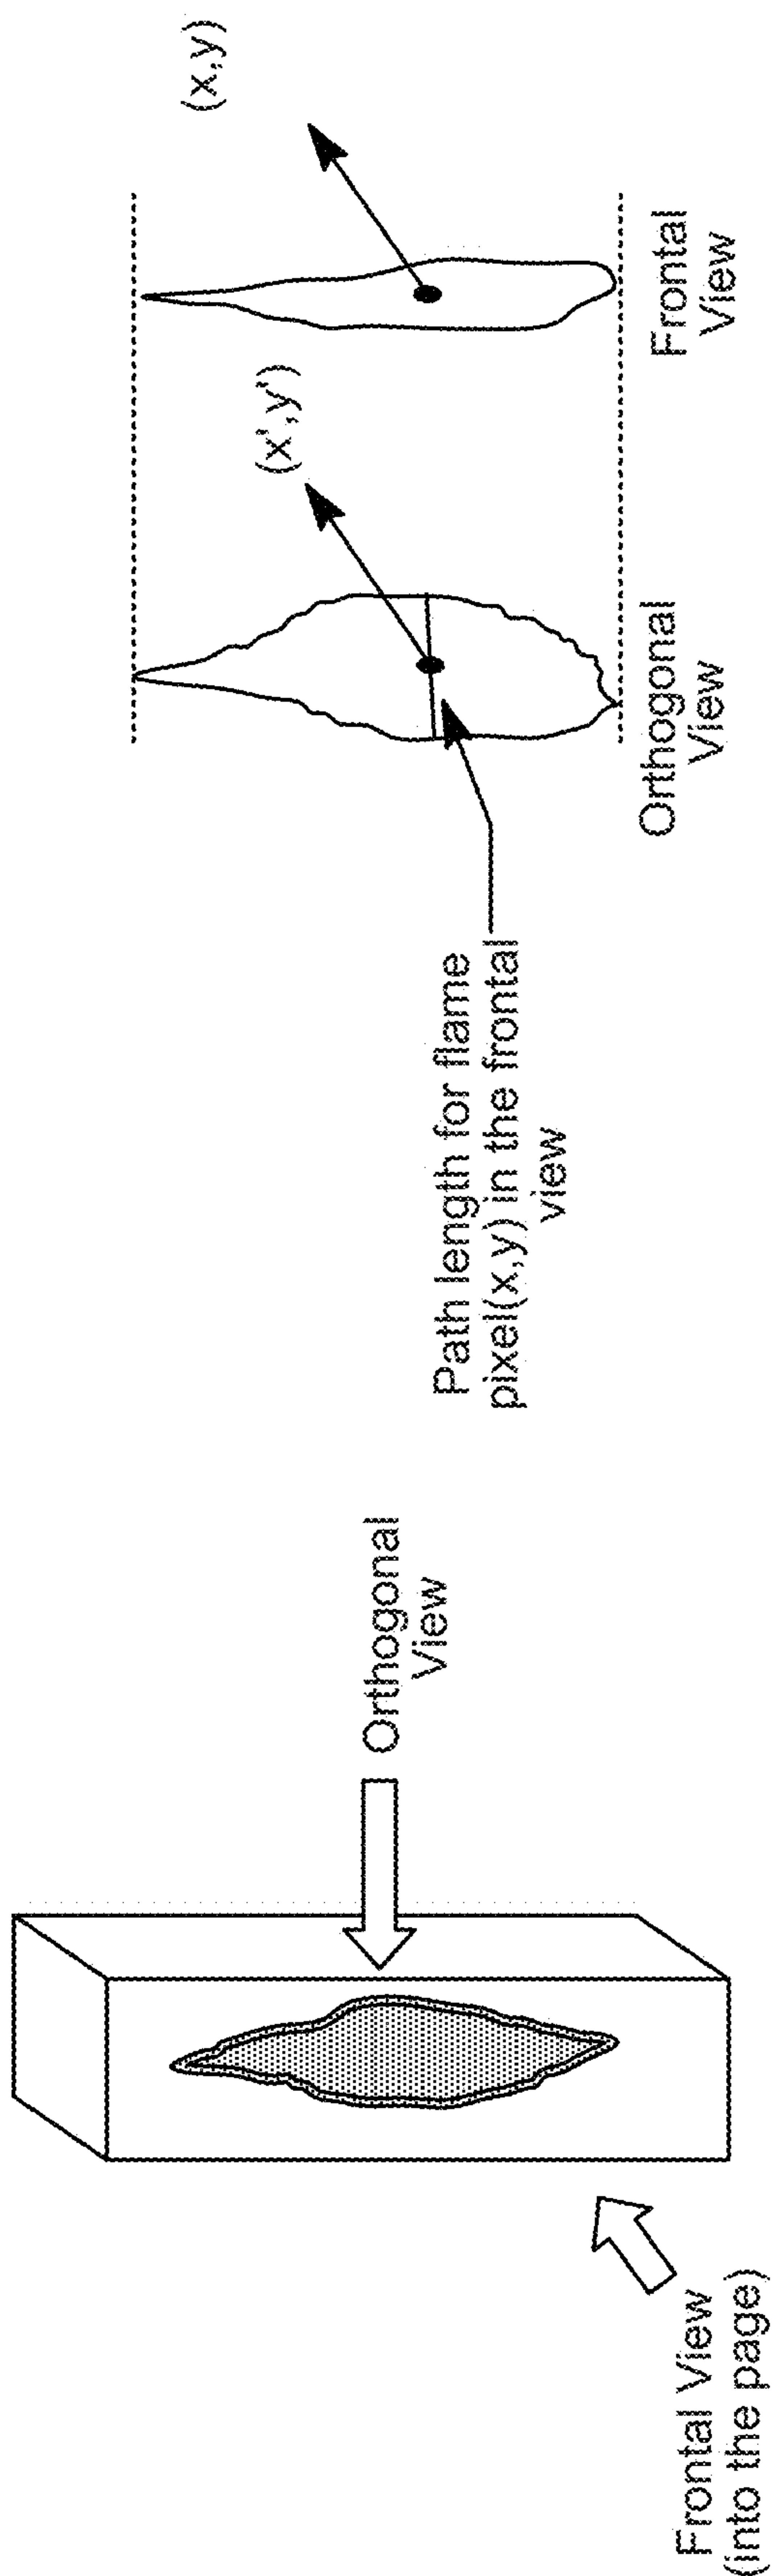 Frontal View
(into the page)
Orthogonal
View
Path length for flame
pixel(x,y) in the frontal
view
(x',y')
Orthogonal
View
(x,y)
Frontal
View